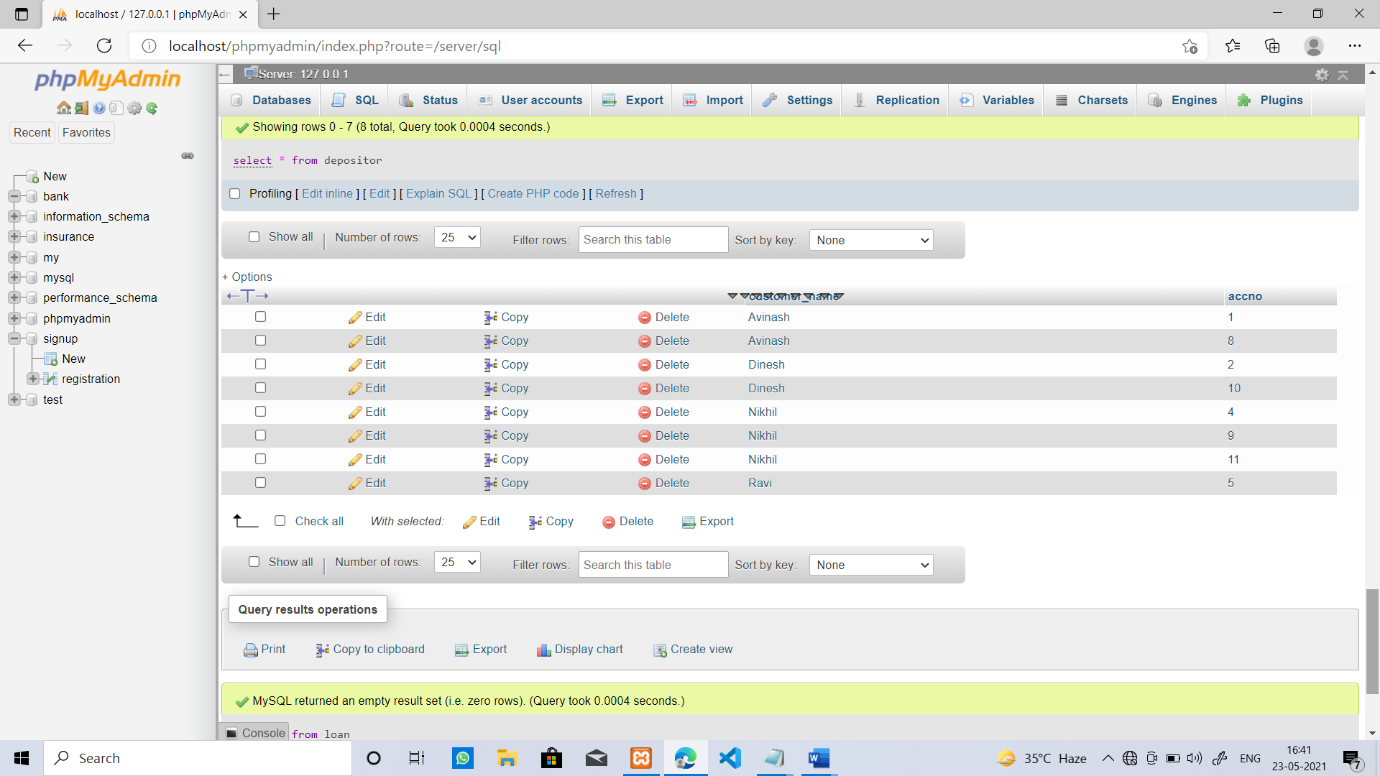 localhost / 127.0.0.1 | phpMyAdm
localhost/phpmyadmin/index.php?route=/server/sql
phpMyAdmin
Recent Favorites
New
bank
information_schema
insurance
my
mysql
performance_schema
phpmyadmin
signup
New
registration
test
Server: 127.0.0.1
Databases SQL Status User accounts Export Import Settings Replication Variables Charsets Engines Plugins
Showing rows 0 - 7 (8 total, Query took 0.0004 seconds.)
select * from depositor
Profiling [ Edit inline ] [ Edit ] [ Explain SQL ] [ Create PHP code ] [ Refresh ]
Show all | Number of rows: 25 Filter rows: Search this table Sort by key: None
+ Options
←T→ customer_name accno
Edit Copy Delete Avinash 1
Edit Copy Delete Avinash 8
Edit Copy Delete Dinesh 2
Edit Copy Delete Dinesh 10
Edit Copy Delete Nikhil 4
Edit Copy Delete Nikhil 9
Edit Copy Delete Nikhil 11
Edit Copy Delete Ravi 5
Check all With selected: Edit Copy Delete Export
Show all | Number of rows: 25 Filter rows: Search this table Sort by key: None
Query results operations
Print Copy to clipboard Export Display chart Create view
MySQL returned an empty result set (i.e. zero rows). (Query took 0.0004 seconds.)
Console from loan
Search
35°C Haze ENG 16:41
23-05-2021 7